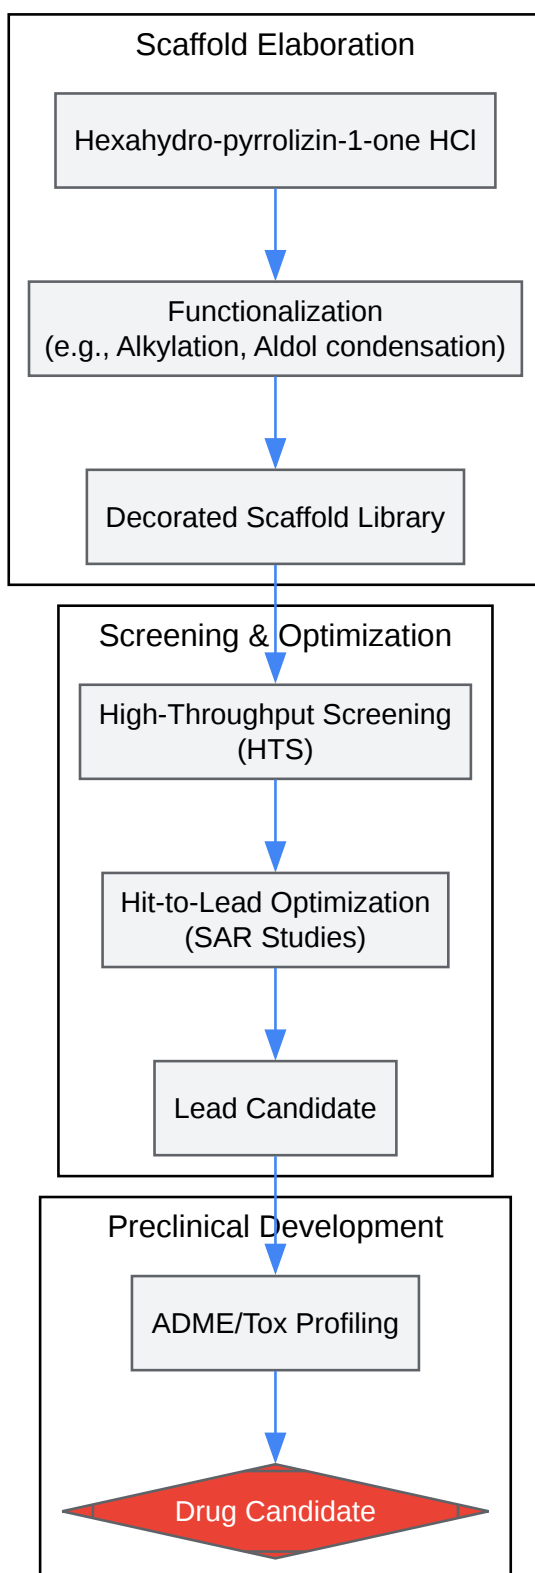 Scaffold Elaboration
Hexahydro-pyrrolizin-1-one HCl
Functionalization
(e.g., Alkylation, Aldol condensation)
Decorated Scaffold Library
Screening & Optimization
High-Throughput Screening
(HTS)
Hit-to-Lead Optimization
(SAR Studies)
Lead Candidate
Preclinical Development
ADME/Tox Profiling
Drug Candidate